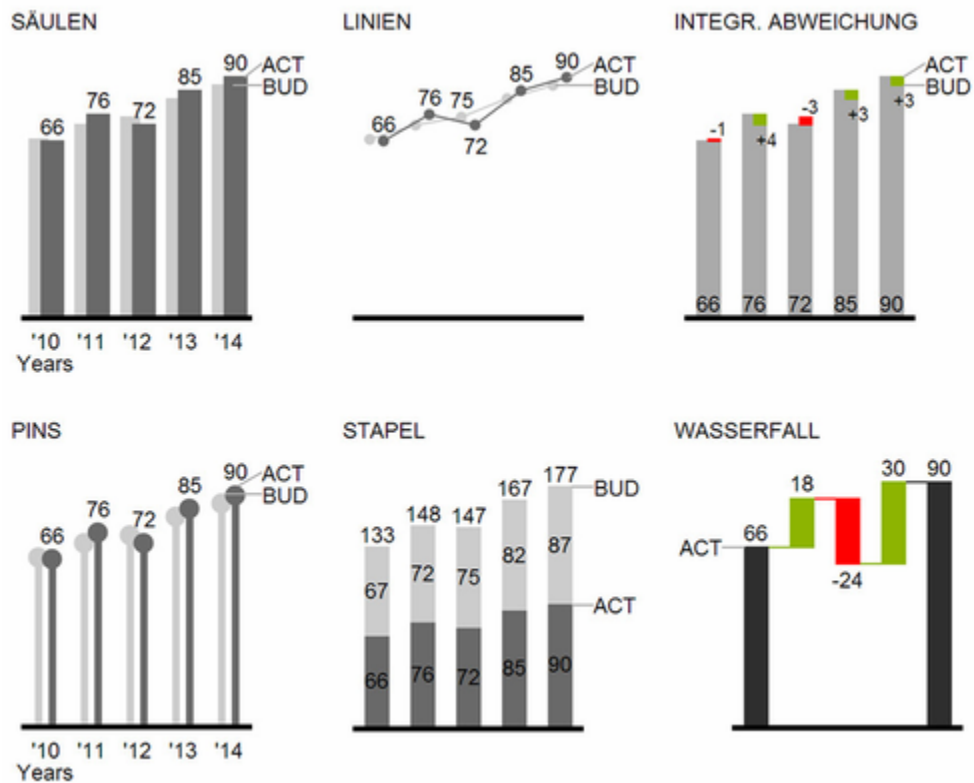 SÄULEN
66
76
72
85
90
ACT
BUD
'10 '11 '12 '13 '14
Years
LINIEN
66
76
75
72
85
90
ACT
BUD
INTEGR. ABWEICHUNG
-1
+4
-3
+3
+3
ACT
BUD
66 76 72 85 90
PINS
66
76
72
85
90
ACT
BUD
'10 '11 '12 '13 '14
Years
STAPEL
133
148
147
167
177
BUD
67
72
75
82
87
ACT
66
76
72
85
90
WASSERFALL
ACT
66
18
-24
30
90